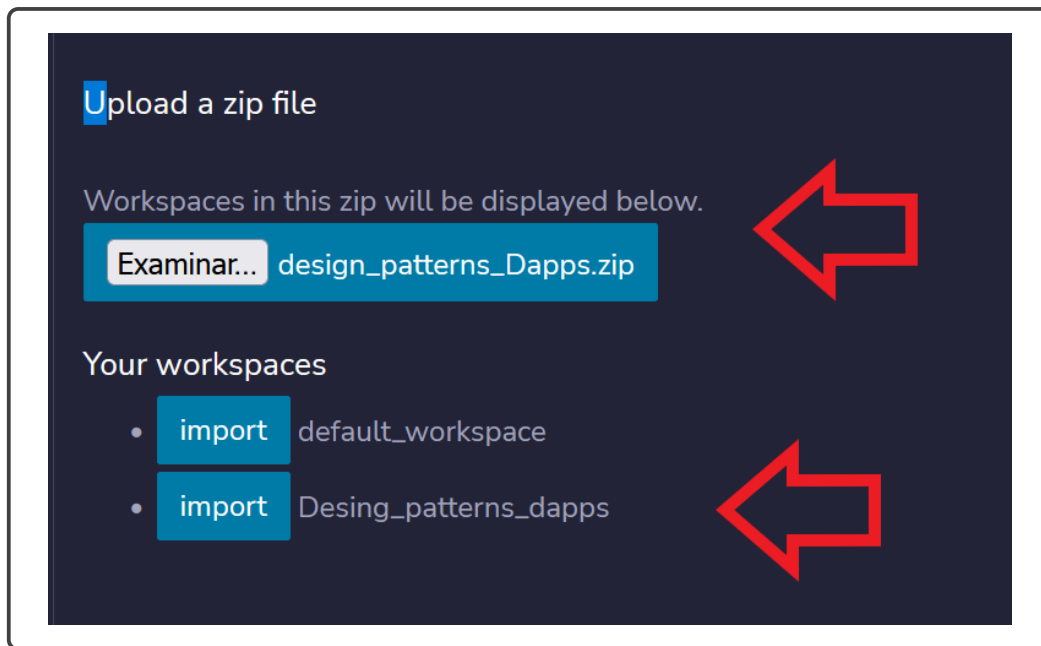 Upload a zip file
Workspaces in this zip will be displayed below.
Examinar... design_patterns_Dapps.zip
Your workspaces
• import default_workspace
• import Desing_patterns_dapps